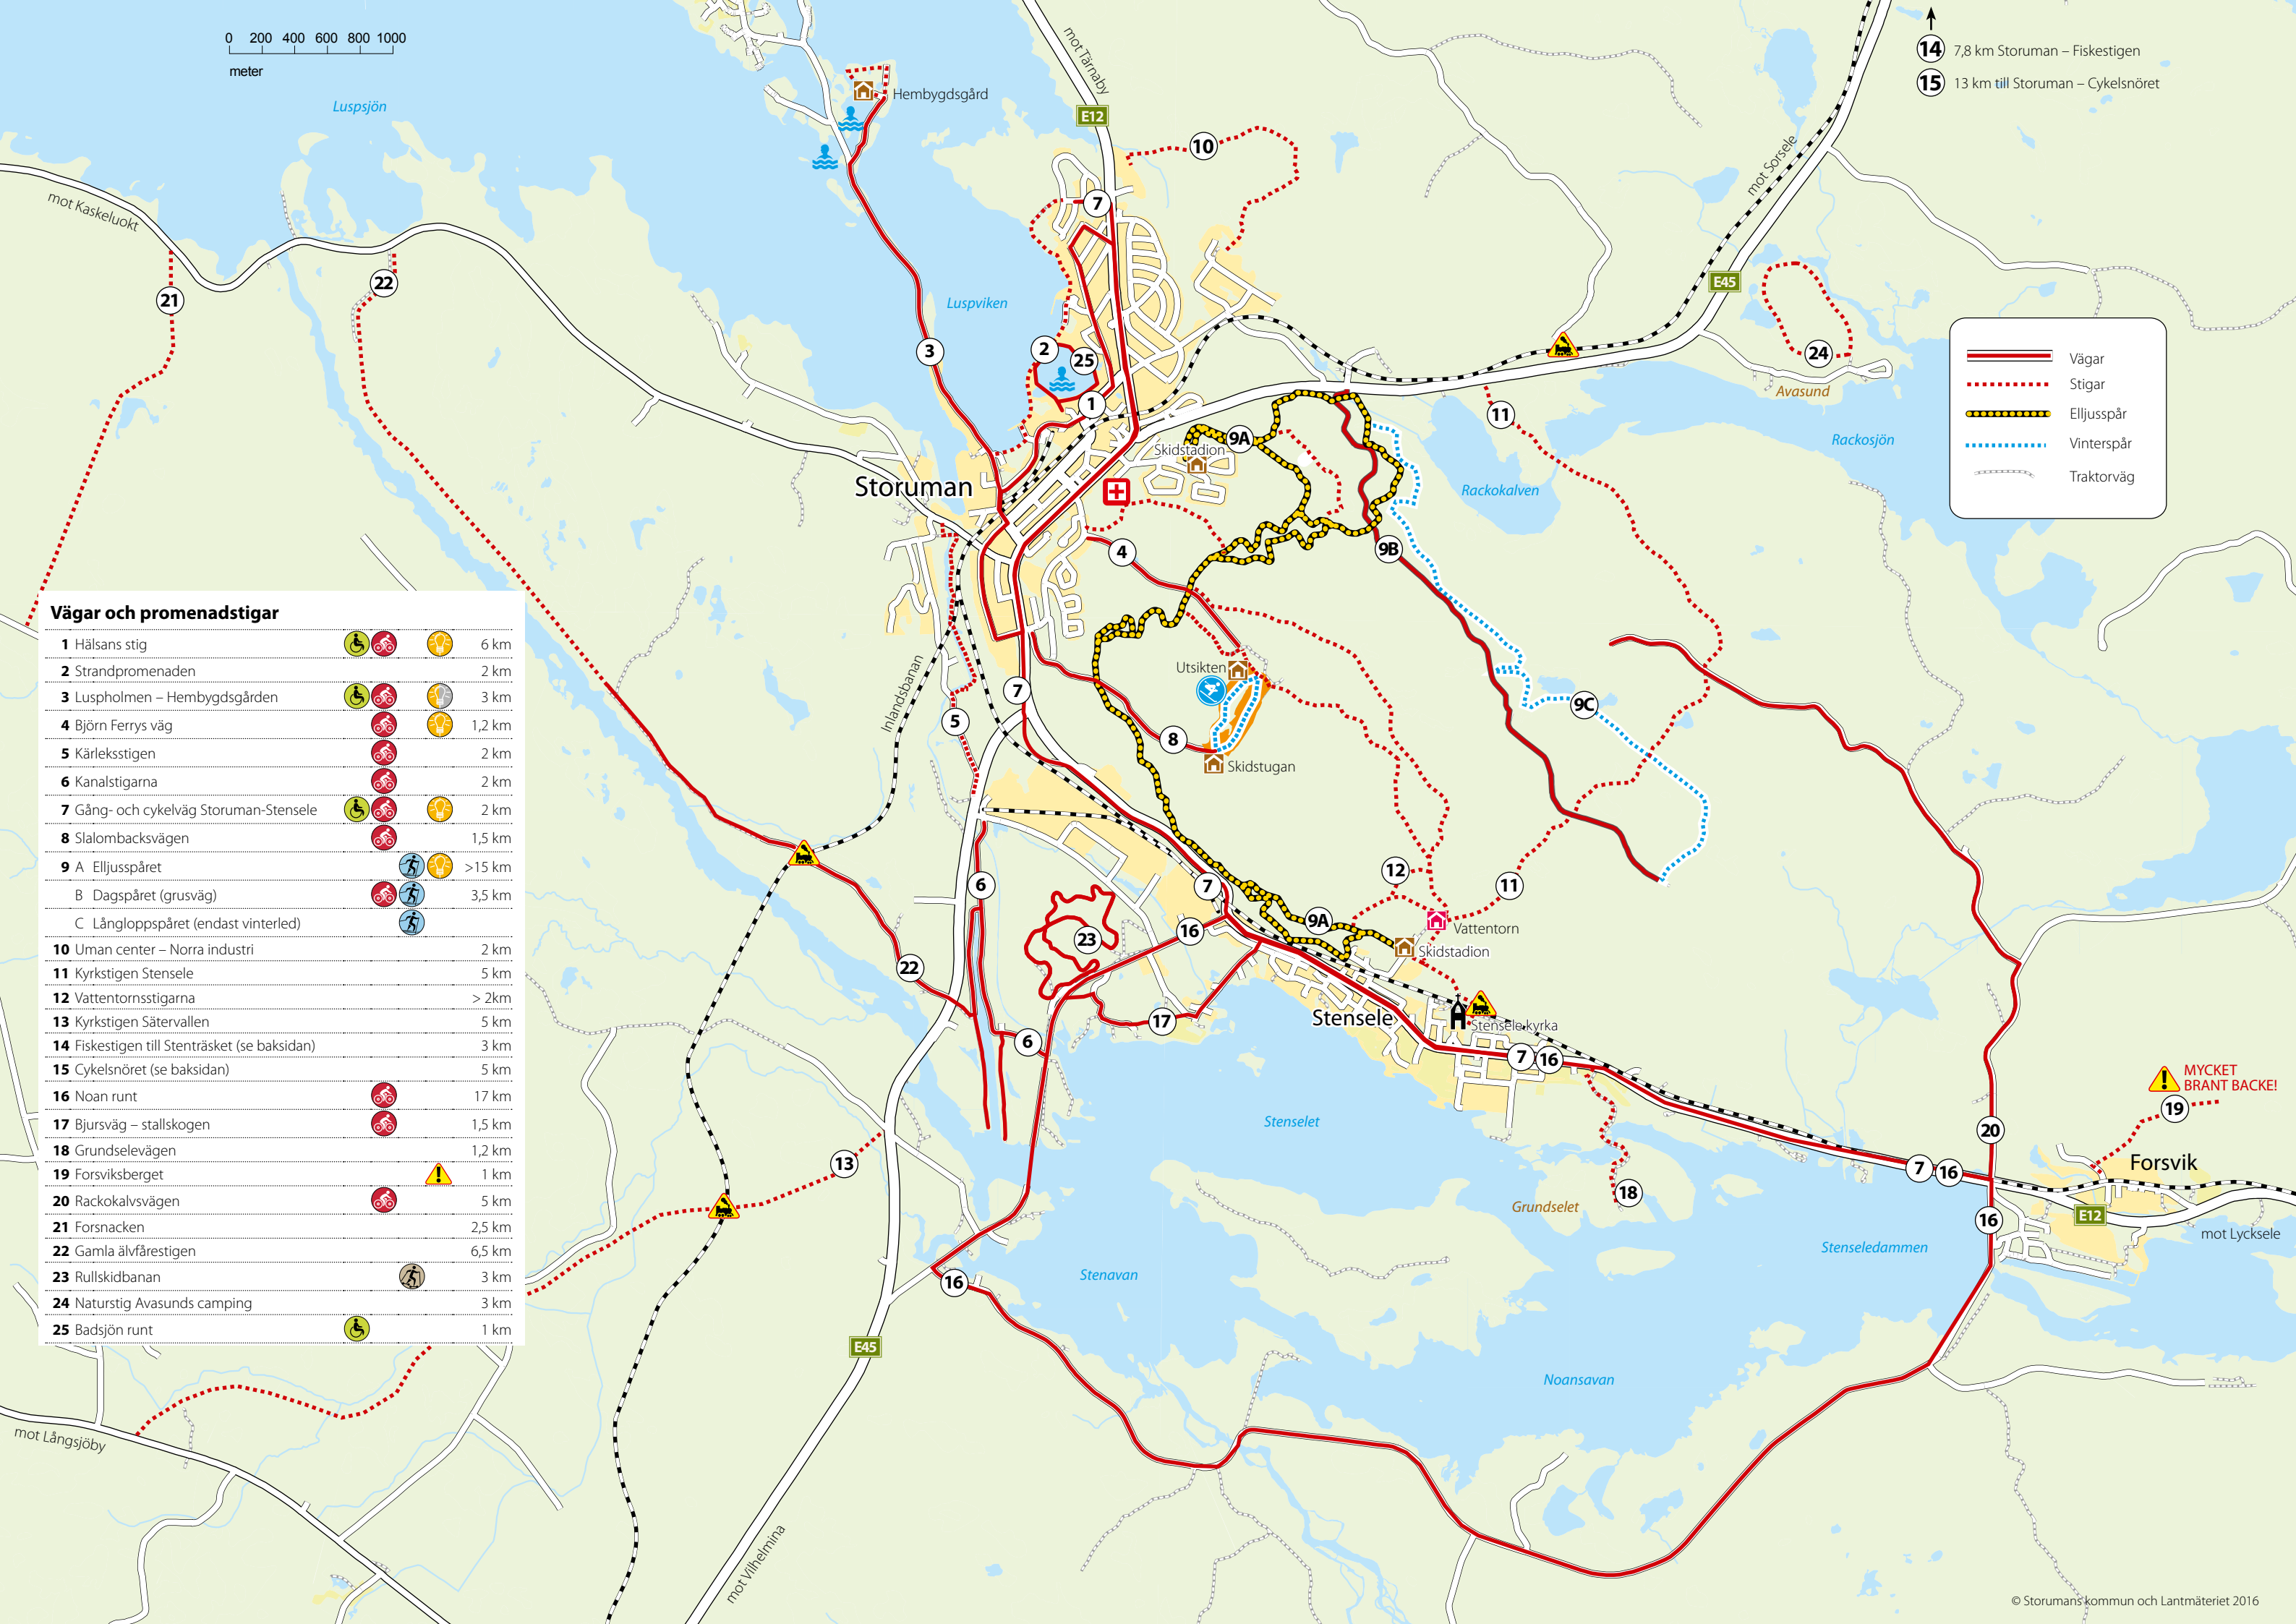 0 200 400 600 800 1000
meter
14 7,8 km Storuman – Fiskestigen
15 13 km till Storuman – Cykelsnöret
mot Tärnaby
E12
Luspsjön
Hembygdsgård
10
mot Sorsele
mot Kaskeluokt
7
22
21
Luspviken
E45
3
2
25
24
1
Avasund
Vägar
Stigar
Elljusspår
Vinterspår
Traktorväg
11
9A
Skidstadion
Rackosjön
Storuman
Rackokalven
4
9B
Utsikten
Inlandsbanan
7
5
9C
8
Skidstugan
Vägar och promenadstigar
1 Hälsans stig 6 km
2 Strandpromenaden 2 km
3 Luspholmen – Hembygdsgården 3 km
4 Björn Ferrys väg 1,2 km
5 Kärleksstigen 2 km
6 Kanalstigarna 2 km
7 Gång- och cykelväg Storuman-Stensele 2 km
8 Slalombacksvägen 1,5 km
9 A Elljusspåret >15 km
B Dagspåret (grusväg) 3,5 km
C Långloppspåret (endast vinterled)
10 Uman center – Norra industri 2 km
11 Kyrkstigen Stensele 5 km
12 Vattentornsstigarna > 2km
13 Kyrkstigen Sätervallen 5 km
14 Fiskestigen till Stenträsket (se baksidan) 3 km
15 Cykelsnöret (se baksidan) 5 km
16 Noan runt 17 km
17 Bjursväg – stallskogen 1,5 km
18 Grundselevägen 1,2 km
19 Forsviksberget 1 km
20 Rackokalvsvägen 5 km
21 Forsnacken 2,5 km
22 Gamla älvfårestigen 6,5 km
23 Rullskidbanan 3 km
24 Naturstig Avasunds camping 3 km
25 Badsjön runt 1 km
12
6
7
11
9A
16
23
Vattentorn
Skidstadion
22
17
Stensele
Stensele kyrka
6
7 16
MYCKET
BRANT BACKE!
19
Stenselet
20
13
Forsvik
7 16
18
Grundselet
16
E12
mot Lycksele
Stenseledammen
Stenavan
16
E45
Noansavan
mot Långsjöby
mot Vilhelmina
© Storumans kommun och Lantmäteriet 2016